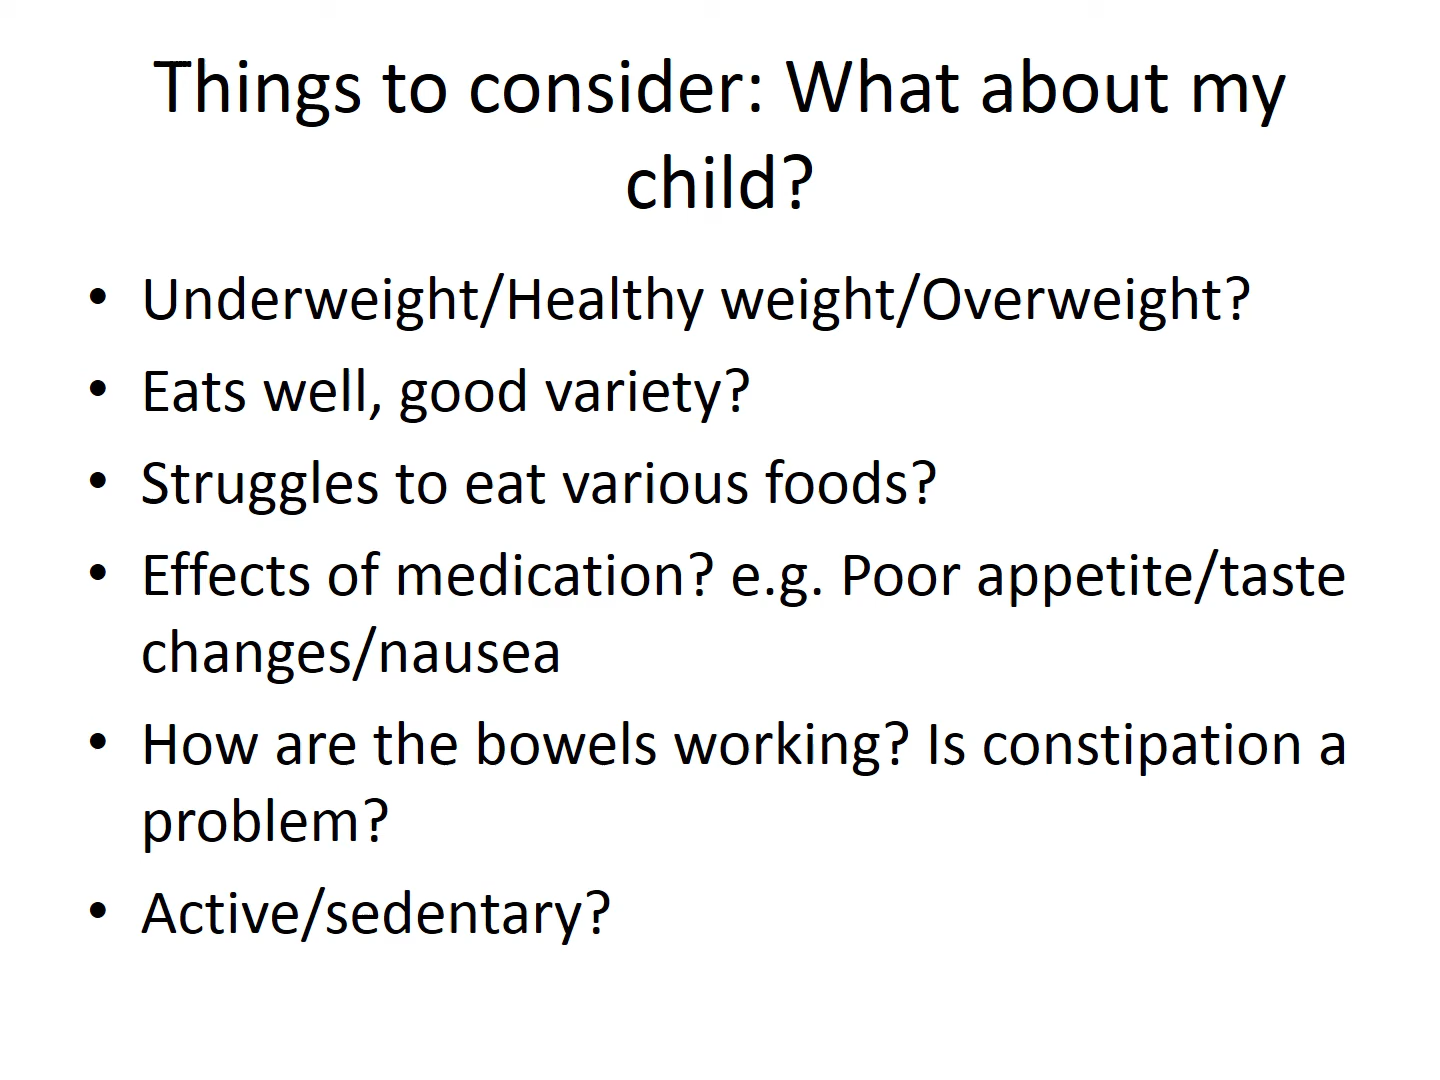 Things to consider: What about my
child?
• Underweight/Healthy weight/Overweight?
• Eats well, good variety?
• Struggles to eat various foods?
• Effects of medication? e.g. Poor appetite/taste
changes/nausea
• How are the bowels working? Is constipation a
problem?
• Active/sedentary?